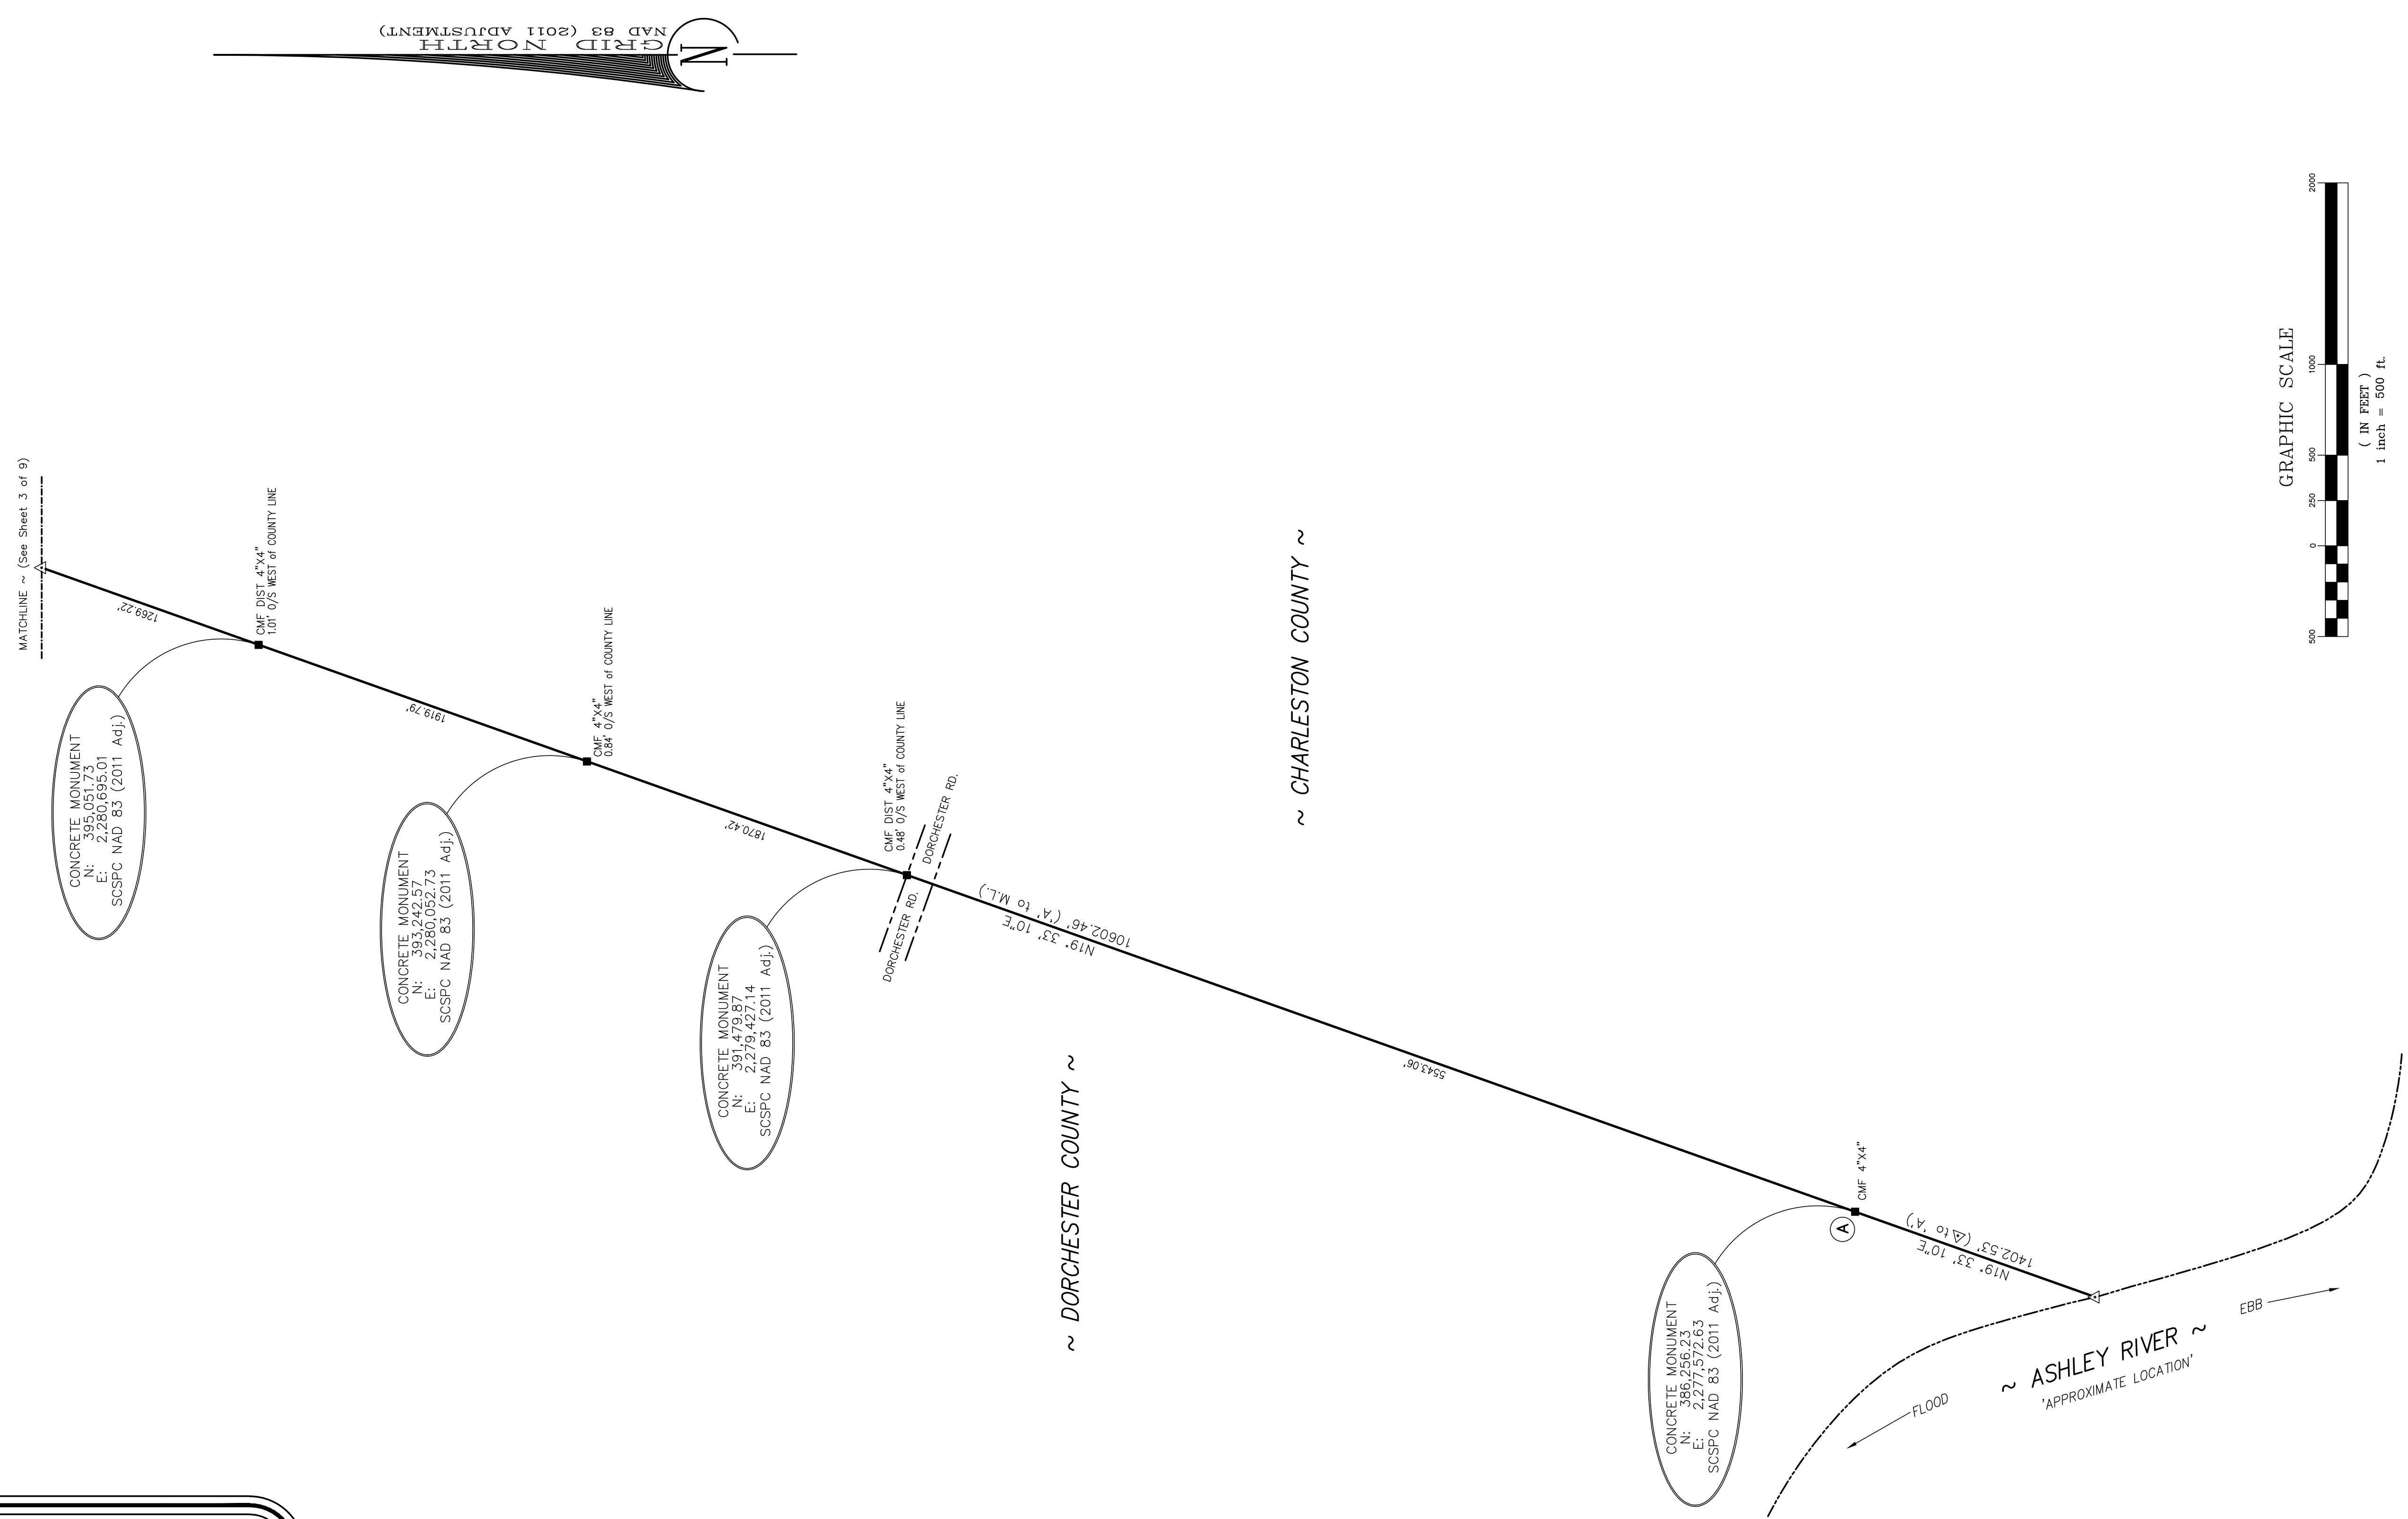 GRID NORTH
NAD 83 (2011 ADJUSTMENT)
N
MATCHLINE ~ (See Sheet 3 of 9)
1269.22'
CMF DIST 4"X4"
1.01' O/S WEST of COUNTY LINE
CONCRETE MONUMENT
N: 395,051.73
E: 2,280,695.01
SCSPC NAD 83 (2011 Adj.)
1919.79'
CMF 4"X4"
0.84' O/S WEST of COUNTY LINE
CONCRETE MONUMENT
N: 393,242.57
E: 2,280,052.73
SCSPC NAD 83 (2011 Adj.)
1870.42'
CMF DIST 4"X4"
0.48' O/S WEST of COUNTY LINE
CONCRETE MONUMENT
N: 391,479.87
E: 2,279,427.14
SCSPC NAD 83 (2011 Adj.)
DORCHESTER RD.
DORCHESTER RD.
N19° 33' 10"E
10602.46' ('A' to M.L.)
~ CHARLESTON COUNTY ~
~ DORCHESTER COUNTY ~
5543.06'
CMF 4"X4"
A
CONCRETE MONUMENT
N: 386,256.23
E: 2,277,572.63
SCSPC NAD 83 (2011 Adj.)
N19° 33' 10"E
1402.53' (△ to 'A')
~ ASHLEY RIVER ~
'APPROXIMATE LOCATION'
EBB
FLOOD
GRAPHIC SCALE
500 0 250 500 1000 2000
( IN FEET )
1 inch = 500 ft.